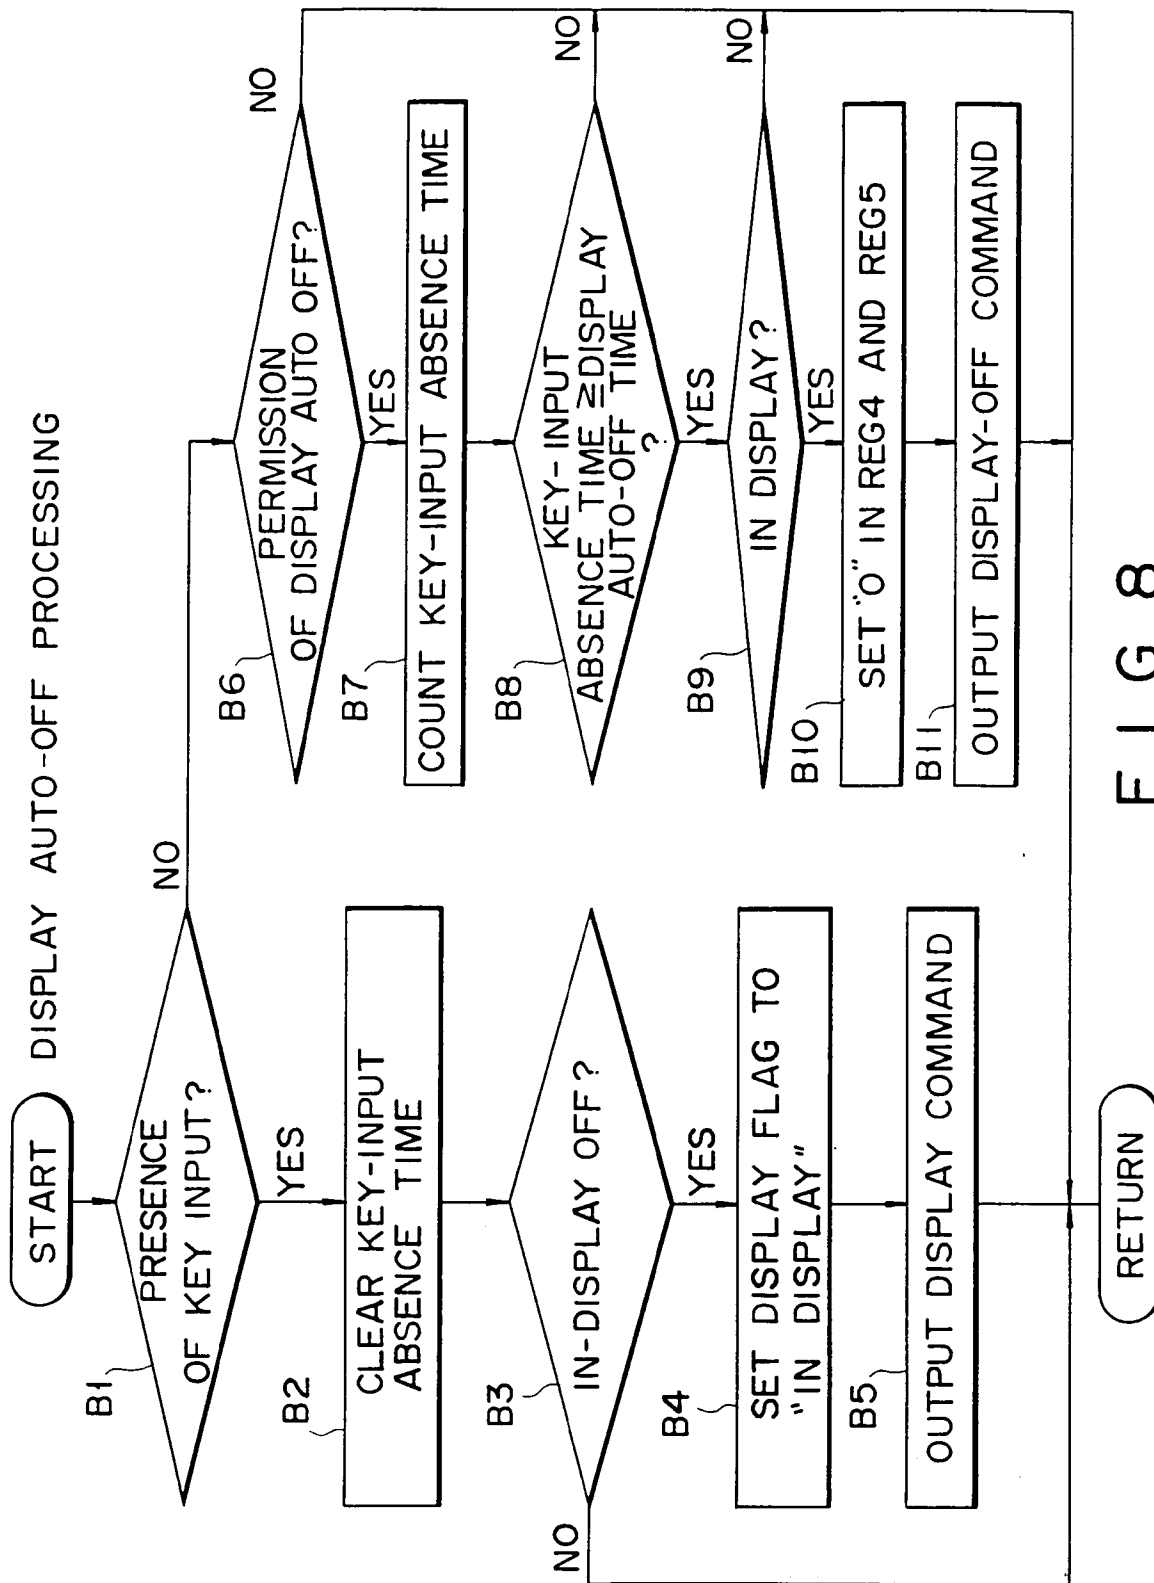 DISPLAY AUTO-OFF PROCESSING
START
B1
PRESENCE
OF KEY INPUT?
NO
YES
B2
CLEAR KEY-INPUT
ABSENCE TIME
B3
IN-DISPLAY OFF?
NO
YES
B4
SET DISPLAY FLAG TO
"IN DISPLAY"
B5
OUTPUT DISPLAY COMMAND
B6
PERMISSION
OF DISPLAY AUTO OFF?
NO
YES
B7
COUNT KEY-INPUT ABSENCE TIME
B8
KEY-INPUT
ABSENCE TIME ≧ DISPLAY
AUTO-OFF TIME
?
NO
YES
B9
IN DISPLAY?
NO
YES
B10
SET "0" IN REG4 AND REG5
B11
OUTPUT DISPLAY-OFF COMMAND
RETURN
FIG 8